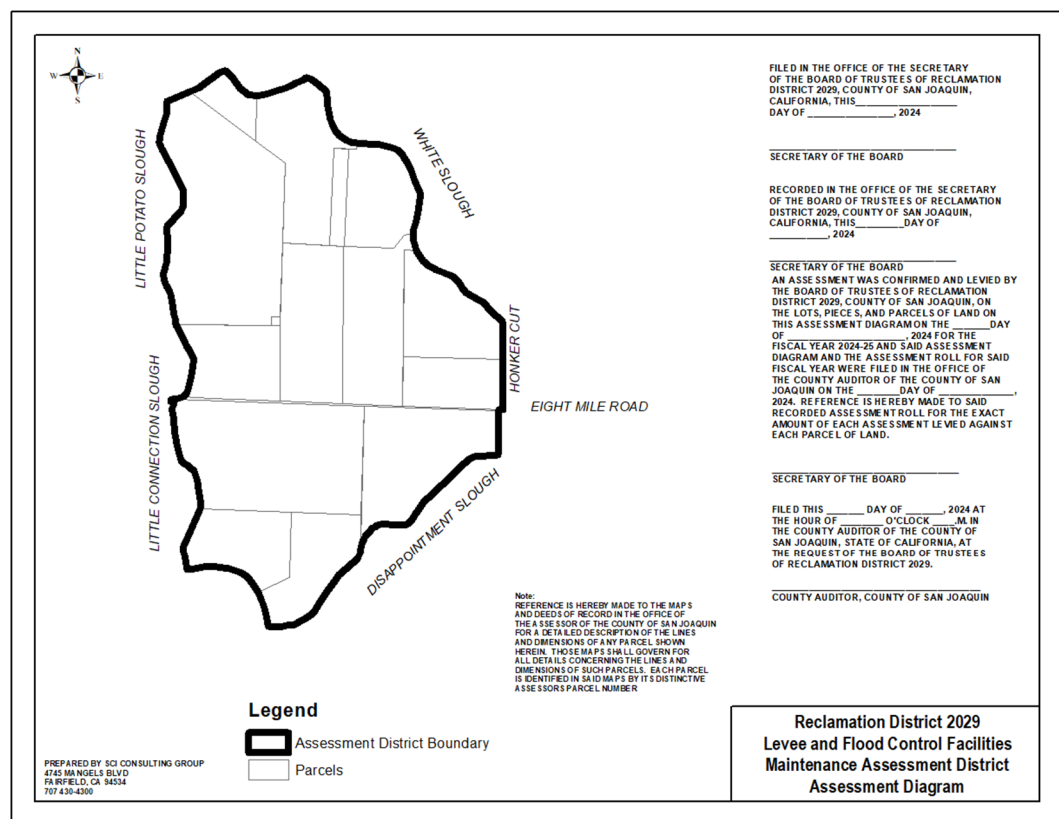 N
W
E
S
LITTLE POTATO SLOUGH
WHITE SLOUGH
HONKER CUT
EIGHT MILE ROAD
LITTLE CONNECTION SLOUGH
DISAPPOINTMENT SLOUGH
FILED IN THE OFFICE OF THE SECRETARY
OF THE BOARD OF TRUSTEES OF RECLAMATION
DISTRICT 2029, COUNTY OF SAN JOAQUIN,
CALIFORNIA, THIS___________________
DAY OF ________________, 2024
___________________________________
SECRETARY OF THE BOARD
RECORDED IN THE OFFICE OF THE SECRETARY
OF THE BOARD OF TRUSTEES OF RECLAMATION
DISTRICT 2029, COUNTY OF SAN JOAQUIN,
CALIFORNIA, THIS_________DAY OF
___________, 2024
___________________________________
SECRETARY OF THE BOARD
AN ASSESSMENT WAS CONFIRMED AND LEVIED BY
THE BOARD OF TRUSTEES OF RECLAMATION
DISTRICT 2029, COUNTY OF SAN JOAQUIN, ON
THE LOTS, PIECES, AND PARCELS OF LAND ON
THIS ASSESSMENT DIAGRAM ON THE _______DAY
OF ______________________, 2024 FOR THE
FISCAL YEAR 2024-25 AND SAID ASSESSMENT
DIAGRAM AND THE ASSESSMENT ROLL FOR SAID
FISCAL YEAR WERE FILED IN THE OFFICE OF
THE COUNTY AUDITOR OF THE COUNTY OF SAN
JOAQUIN ON THE ________DAY OF ______________,
2024. REFERENCE IS HEREBY MADE TO SAID
RECORDED ASSESSMENT ROLL FOR THE EXACT
AMOUNT OF EACH ASSESSMENT LEVIED AGAINST
EACH PARCEL OF LAND.
___________________________________
SECRETARY OF THE BOARD
FILED THIS _______ DAY OF _______, 2024 AT
THE HOUR OF ________ O'CLOCK ____.M. IN
THE COUNTY AUDITOR OF THE COUNTY OF
SAN JOAQUIN, STATE OF CALIFORNIA, AT
THE REQUEST OF THE BOARD OF TRUSTEES
OF RECLAMATION DISTRICT 2029.
_______________________________________
COUNTY AUDITOR, COUNTY OF SAN JOAQUIN
Note:
REFERENCE IS HEREBY MADE TO THE MAPS
AND DEEDS OF RECORD IN THE OFFICE OF
THE ASSESSOR OF THE COUNTY OF SAN JOAQUIN
FOR A DETAILED DESCRIPTION OF THE LINES
AND DIMENSIONS OF ANY PARCEL SHOWN
HEREIN. THOSE MAPS SHALL GOVERN FOR
ALL DETAILS CONCERNING THE LINES AND
DIMENSIONS OF SUCH PARCELS. EACH PARCEL
IS IDENTIFIED IN SAID MAPS BY ITS DISTINCTIVE
ASSESSORS PARCEL NUMBER
Legend
Assessment District Boundary
Parcels
PREPARED BY SCI CONSULTING GROUP
4745 MANGELS BLVD
FAIRFIELD, CA 94534
707 430-4300
Reclamation District 2029
Levee and Flood Control Facilities
Maintenance Assessment District
Assessment Diagram